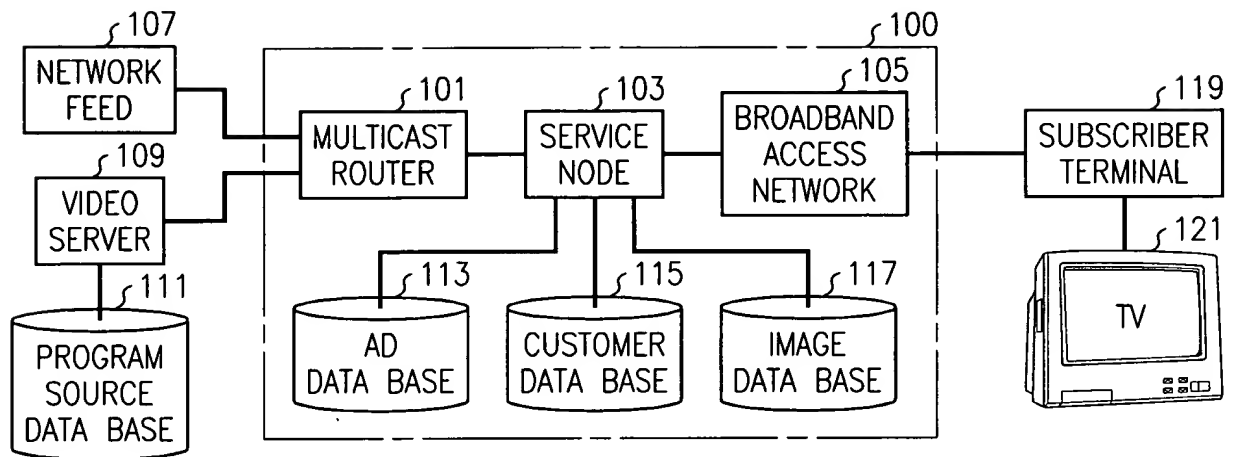 107
NETWORK
FEED
109
VIDEO
SERVER
111
PROGRAM
SOURCE
DATA BASE
100
101
MULTICAST
ROUTER
103
SERVICE
NODE
105
BROADBAND
ACCESS
NETWORK
113
AD
DATA BASE
115
CUSTOMER
DATA BASE
117
IMAGE
DATA BASE
119
SUBSCRIBER
TERMINAL
121
TV